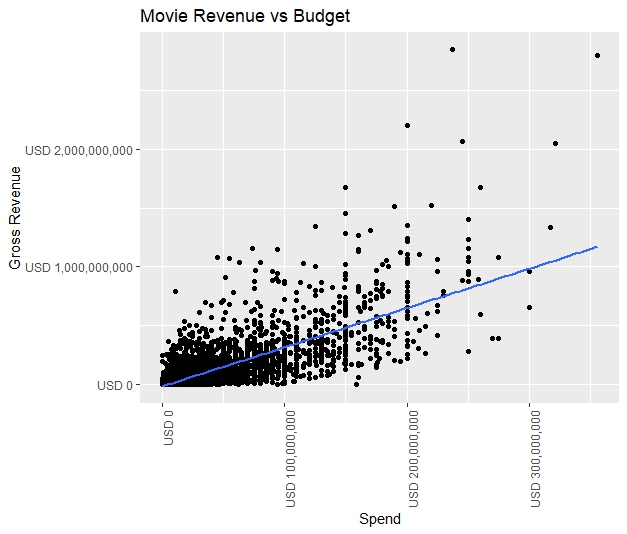 Movie Revenue vs Budget
Gross Revenue
USD 2,000,000,000
USD 1,000,000,000
USD 0
USD 0
USD 100,000,000
USD 200,000,000
USD 300,000,000
Spend